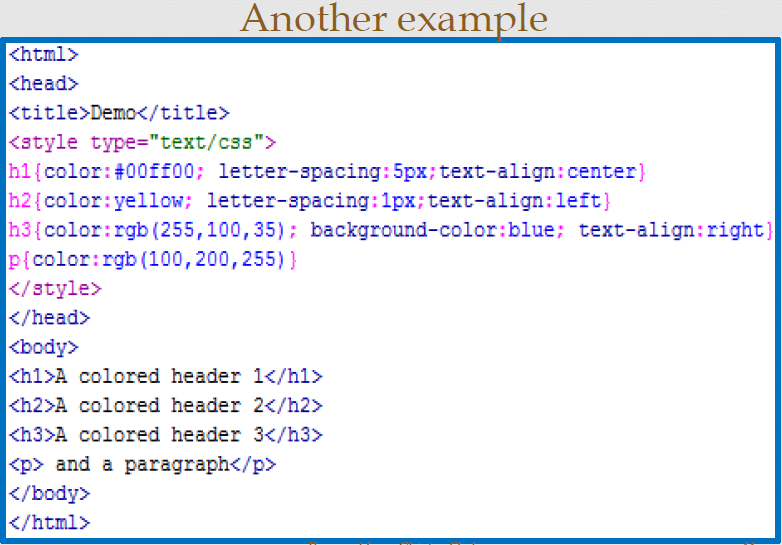 Another example
<html>
<head>
<title>Demo</title>
<style type="text/css">
h1{color:#00ff00; letter-spacing:5px;text-align:center}
h2{color:yellow; letter-spacing:1px;text-align:left}
h3{color:rgb(255,100,35); background-color:blue; text-align:right}
p{color:rgb(100,200,255)}
</style>
</head>
<body>
<h1>A colored header 1</h1>
<h2>A colored header 2</h2>
<h3>A colored header 3</h3>
<p> and a paragraph</p>
</body>
</html>